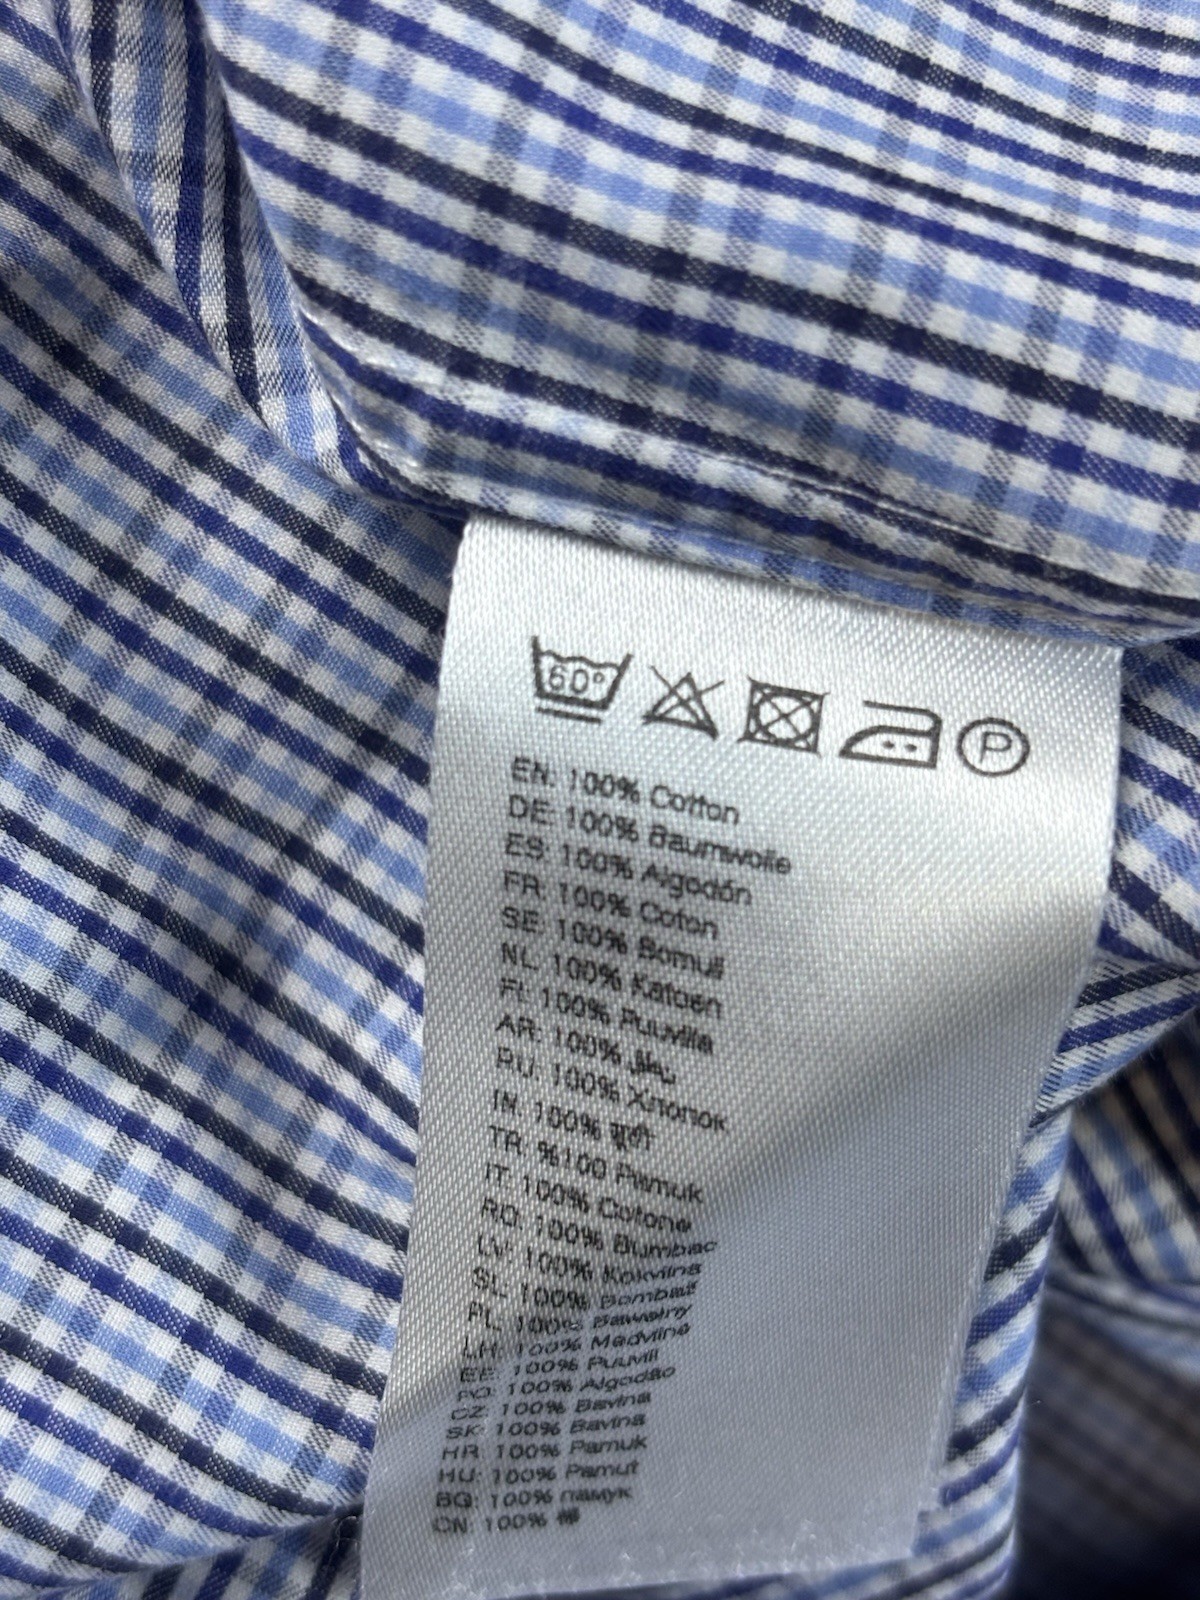 60°
P
EN: 100% Cotton
DE: 100% Baumwolle
ES: 100% Algodón
FR: 100% Coton
SE: 100% Bomull
NL: 100% Katoen
FI: 100% Puuvilla
AR: 100%
RU: 100% Хлопок
IN: 100% सूती
TR: %100 Pamuk
IT: 100% Cotone
RO: 100% Bumbac
LV: 100% Kokvilna
SL: 100% Bombaž
PL: 100% Bawełny
LH: 100% Medvilnė
EE: 100% Puuvill
PO: 100% Algodão
CZ: 100% Bavlna
SK: 100% Bavlna
HR: 100% Pamuk
HU: 100% Pamut
BG: 100% памук
CN: 100% 棉